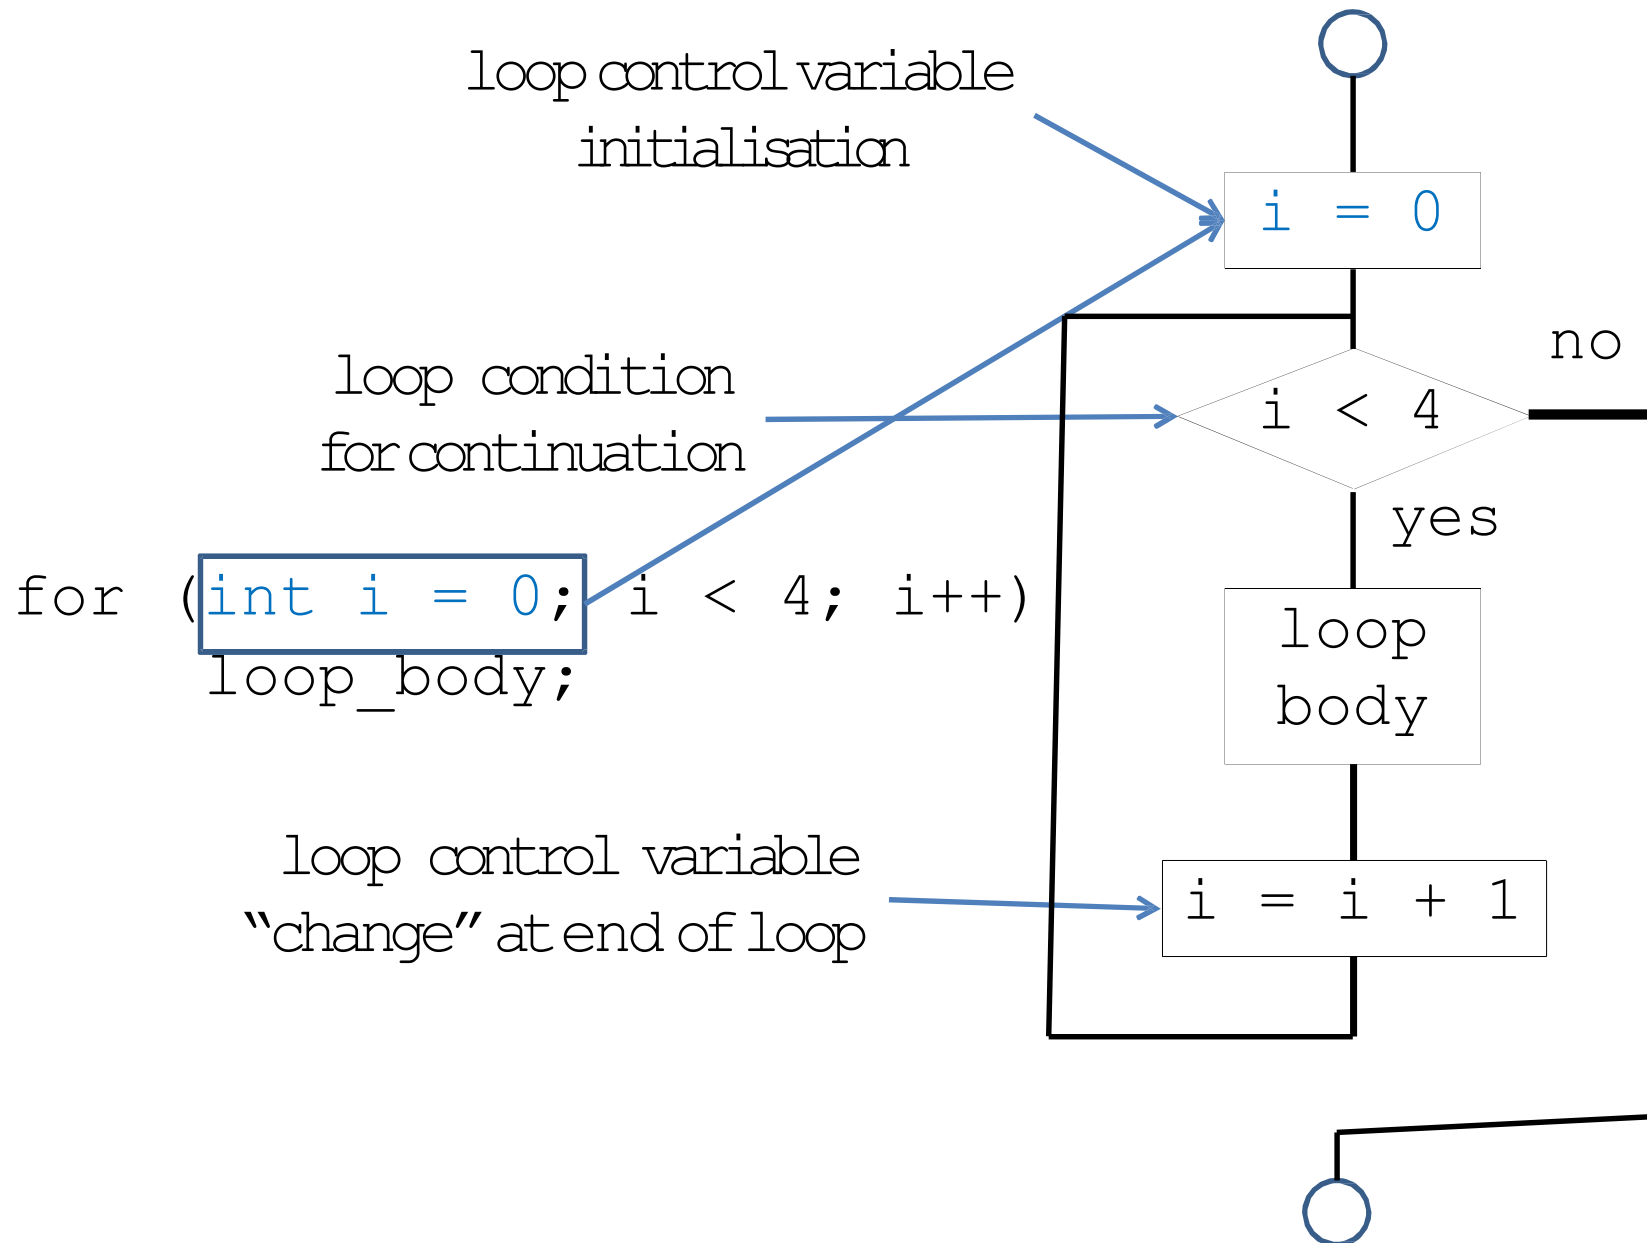 loop control variable
initialisation
i = 0
no
loop condition
for continuation
i < 4
yes
for (int i = 0; i < 4; i++)
loop_body;
loop
body
loop control variable
“change” at end of loop
i = i + 1